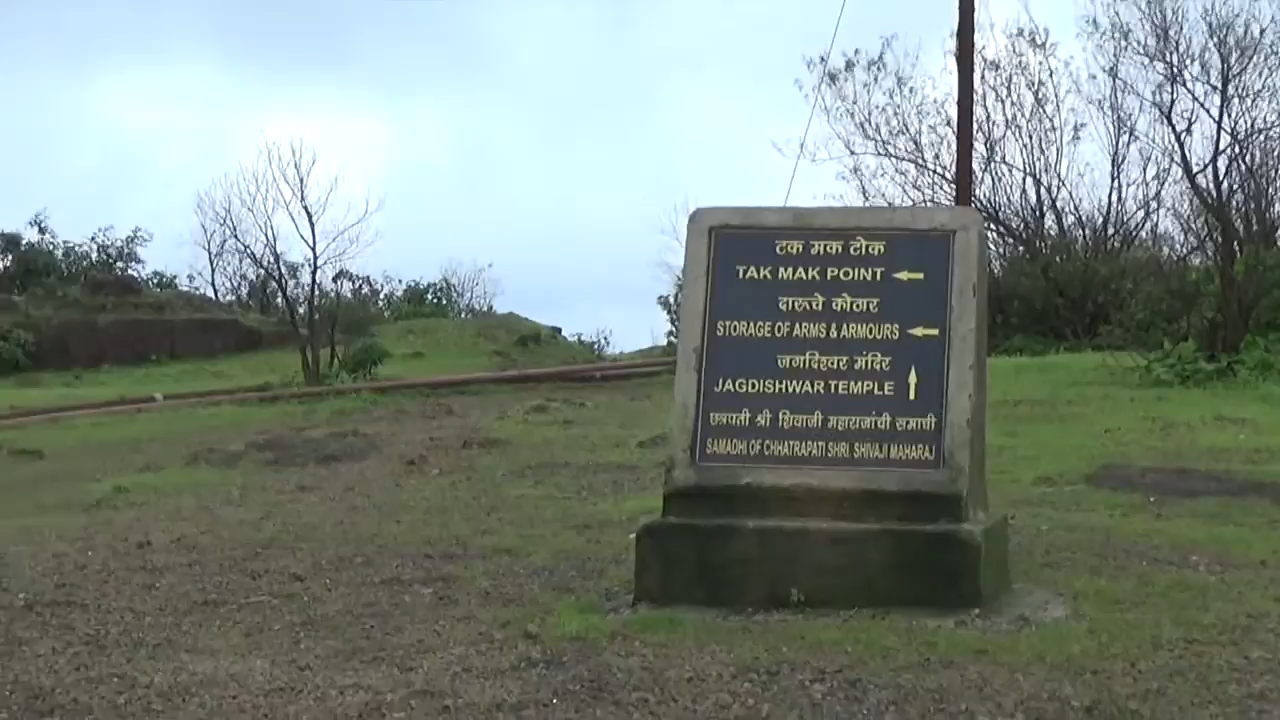 टक मक टोक
TAK MAK POINT
दारूचे कोठार
STORAGE OF ARMS & ARMOURS
जगदिश्वर मंदिर
JAGDISHWAR TEMPLE
छत्रपती श्री शिवाजी महाराजांची समाधी
SAMADHI OF CHHATRAPATI SHRI. SHIVAJI MAHARAJ